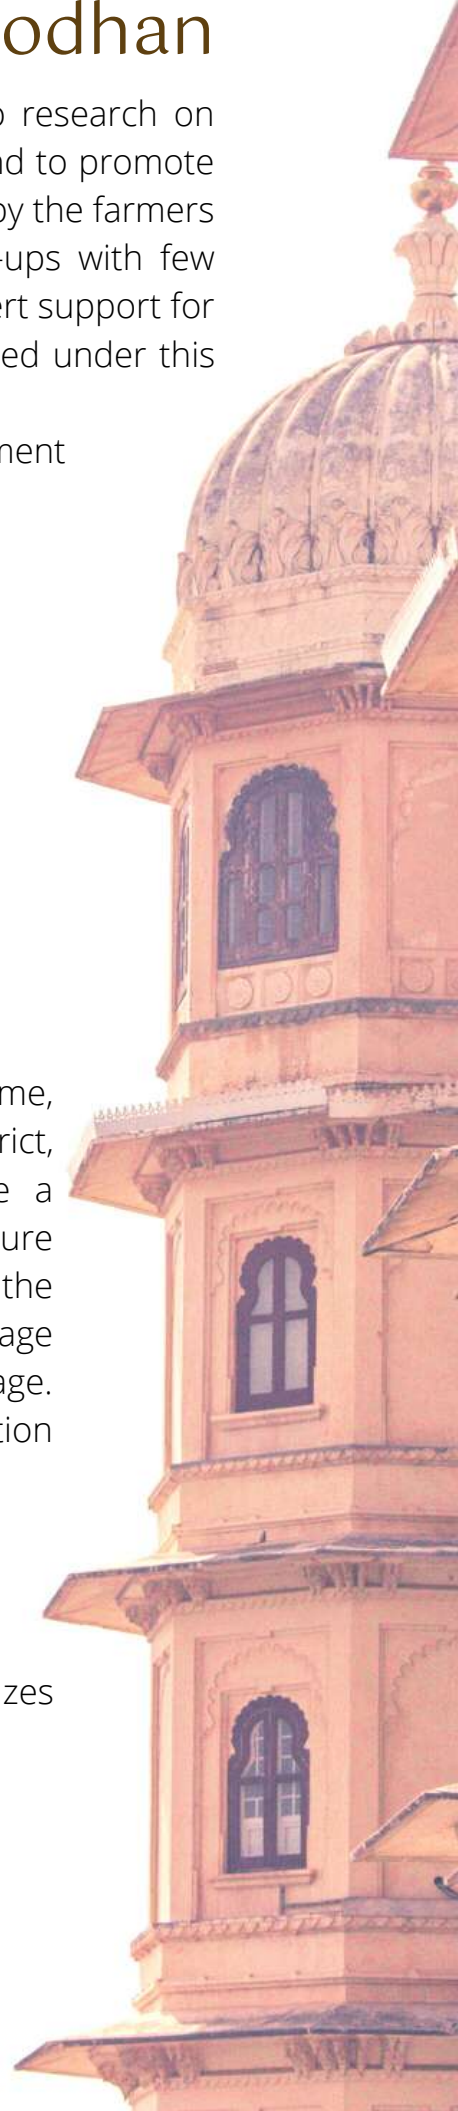 odhan
research on
nd to promote
by the farmers
-ups with few
ert support for
ed under this
ment
me,
rict,
e a
ure
the
age
age.
tion
zes